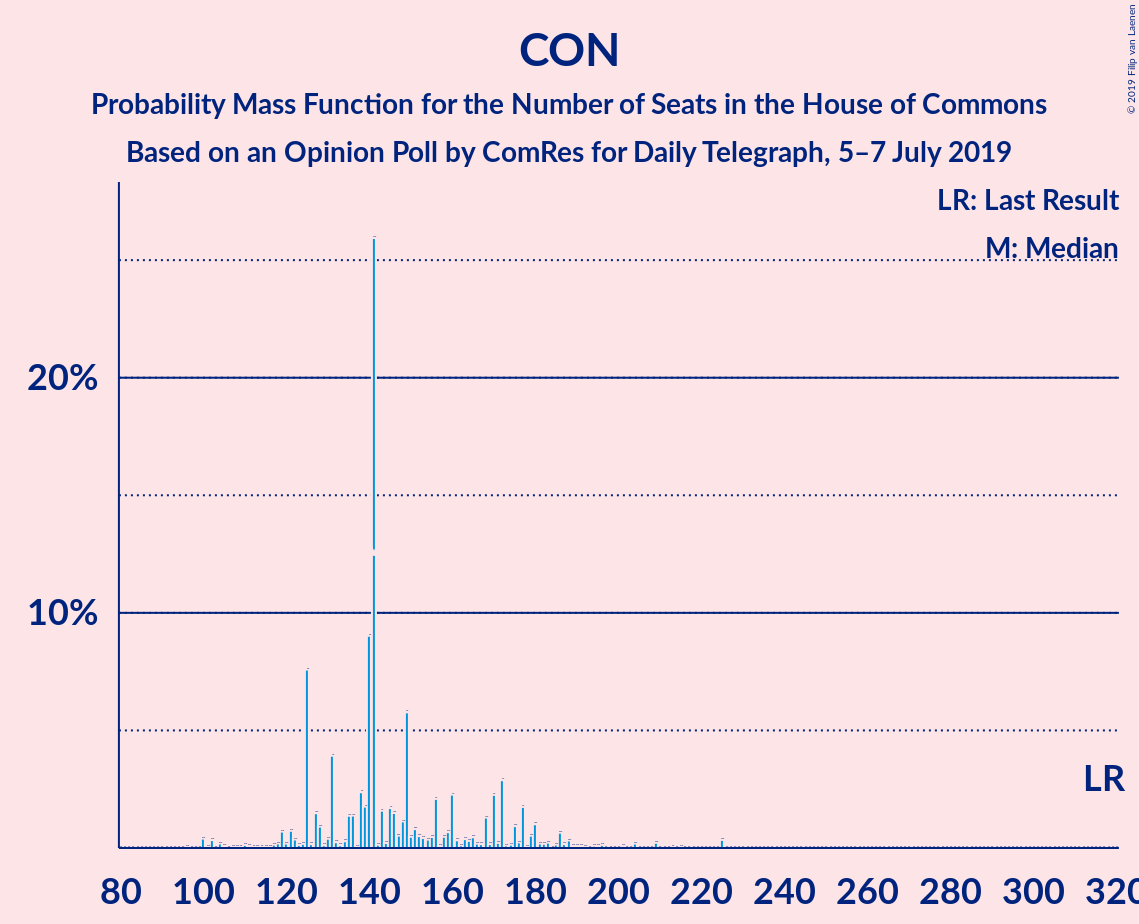 CON
Probability Mass Function for the Number of Seats in the House of Commons
Based on an Opinion Poll by ComRes for Daily Telegraph, 5–7 July 2019
© 2019 Filip van Laenen
LR: Last Result
M: Median
20%
10%
LR
80 100 120 140 160 180 200 220 240 260 280 300 320